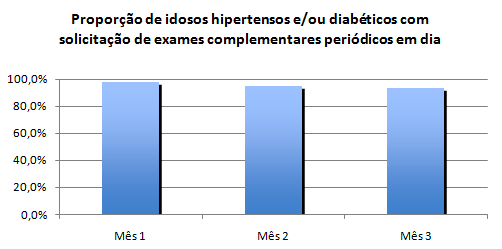 Proporção de idosos hipertensos e/ou diabéticos com
solicitação de exames complementares periódicos em dia
100,0%
80,0%
60,0%
40,0%
20,0%
0,0%
Mês 1 Mês 2 Mês 3